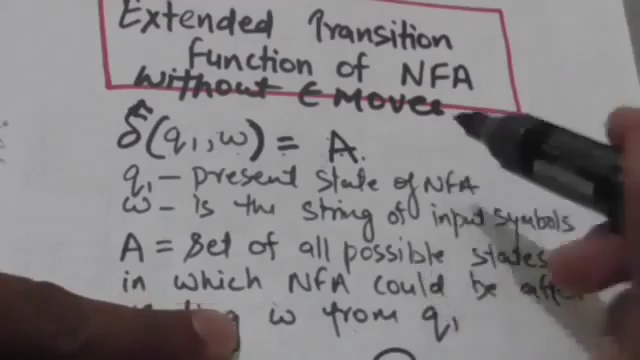 Extended Transition
Function of NFA
without ϵ Moves
δ̂(q₁, w) = A.
q₁ – present state of NFA
w – is the string of input symbols
A = set of all possible states
in which NFA could be after
w from q₁